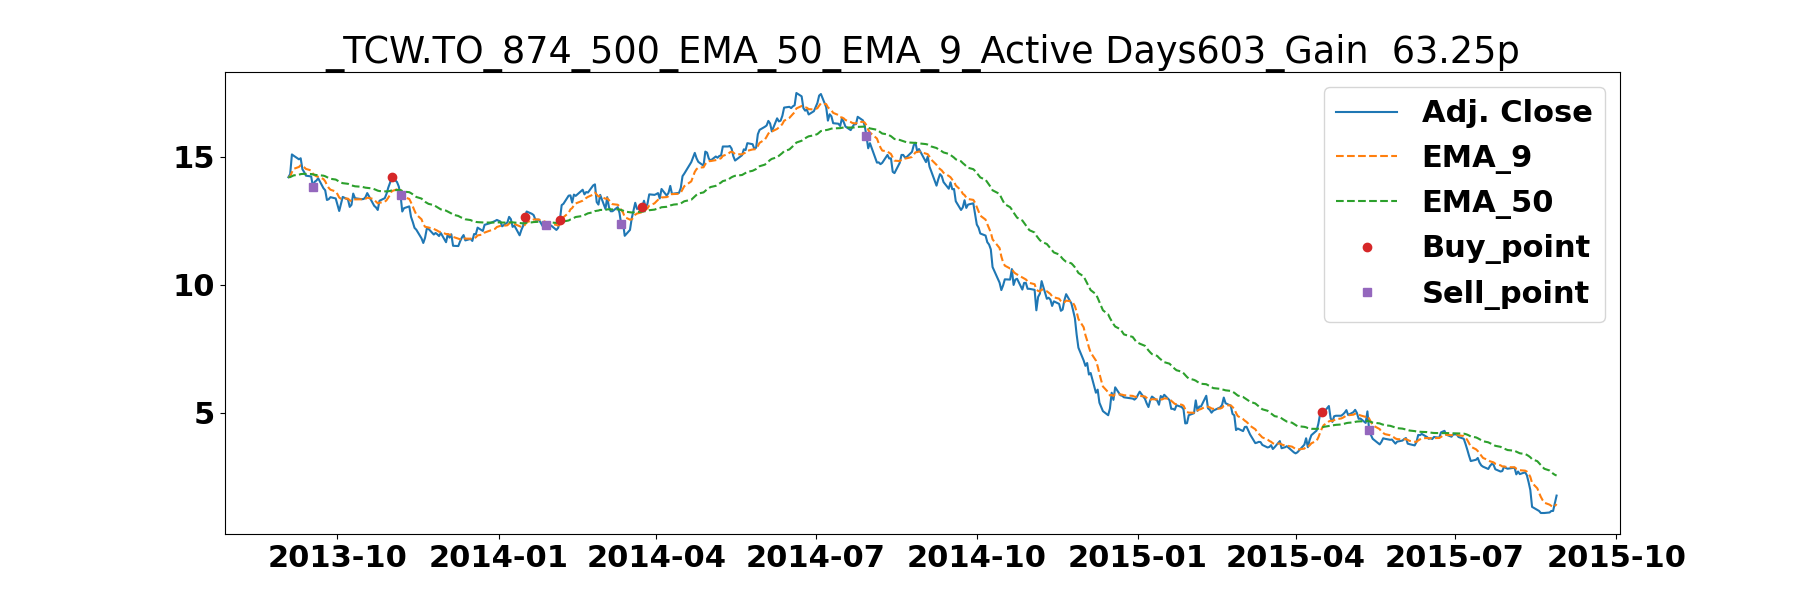 _TCW.TO_874_500_EMA_50_EMA_9_Active Days603_Gain  63.25p
Adj. Close
EMA_9
EMA_50
Buy_point
Sell_point
15
10
5
2013-10 2014-01 2014-04 2014-07 2014-10 2015-01 2015-04 2015-07 2015-10